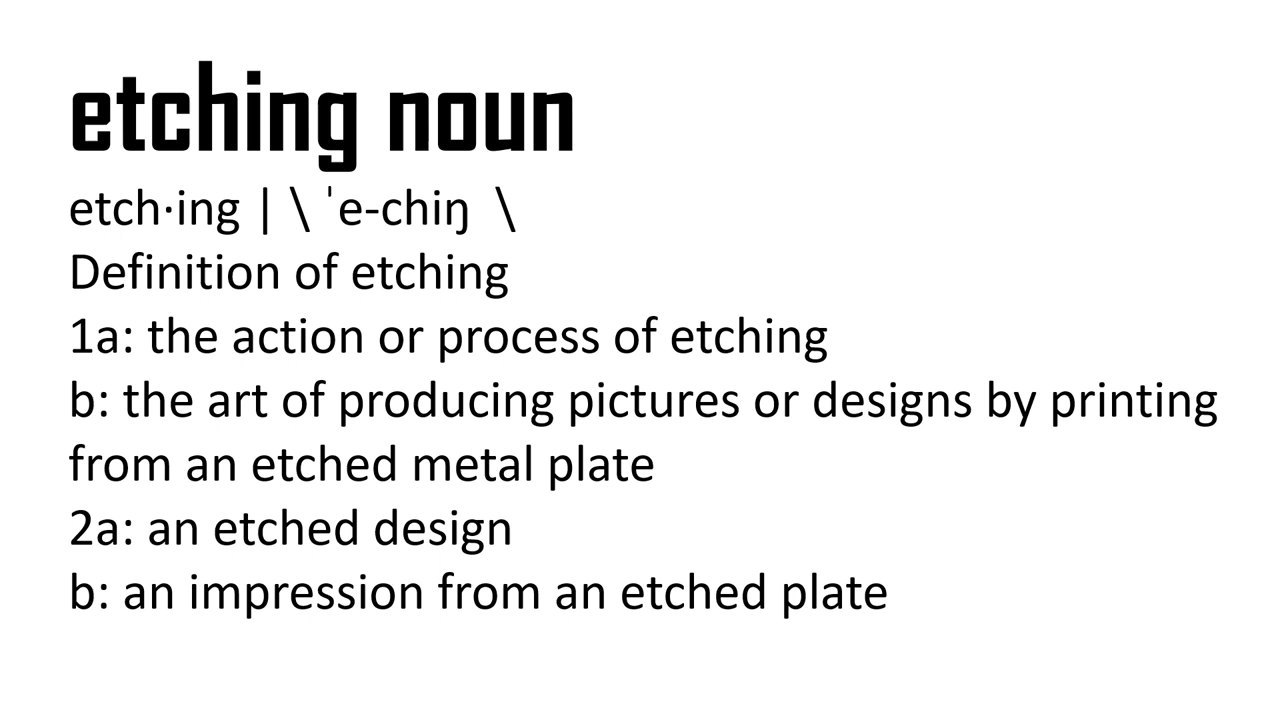 etching noun
etch·ing | \ ˈe-chiŋ \
Definition of etching
1a: the action or process of etching
b: the art of producing pictures or designs by printing
from an etched metal plate
2a: an etched design
b: an impression from an etched plate